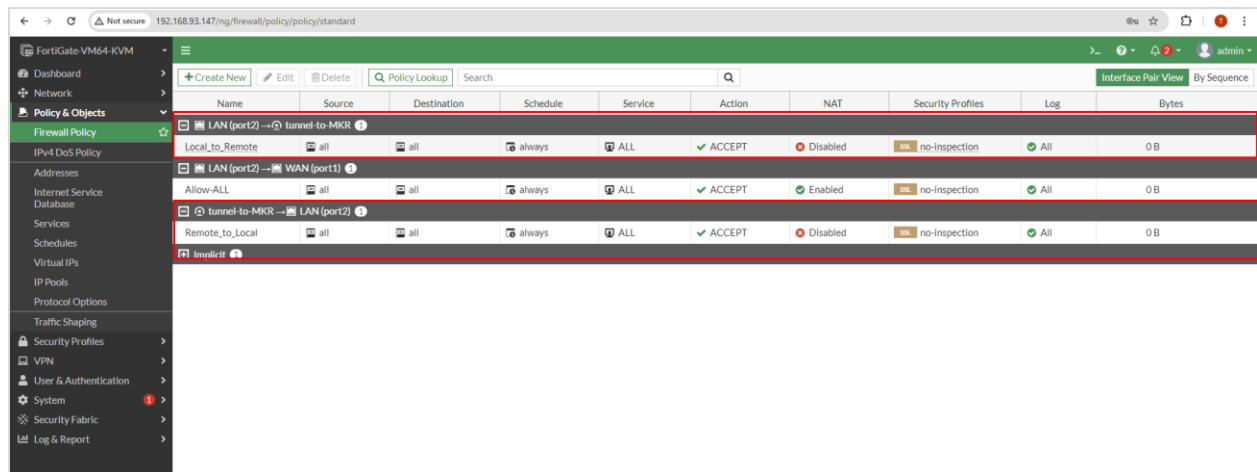 Not secure 192.168.93.147/ng/firewall/policy/policy/standard
FortiGate-VM64-KVM
>_ ? 2 admin
Dashboard
Network
Policy & Objects
Firewall Policy
IPv4 DoS Policy
Addresses
Internet Service
Database
Services
Schedules
Virtual IPs
IP Pools
Protocol Options
Traffic Shaping
Security Profiles
VPN
User & Authentication
System 1
Security Fabric
Log & Report
+ Create New Edit Delete Policy Lookup Search Interface Pair View By Sequence
Name Source Destination Schedule Service Action NAT Security Profiles Log Bytes
LAN (port2) → tunnel-to-MKR 1
Local_to_Remote all all always ALL ACCEPT Disabled SSL no-inspection All 0 B
LAN (port2) → WAN (port1) 1
Allow-ALL all all always ALL ACCEPT Enabled SSL no-inspection All 0 B
tunnel-to-MKR → LAN (port2) 1
Remote_to_Local all all always ALL ACCEPT Disabled SSL no-inspection All 0 B
Implicit 1